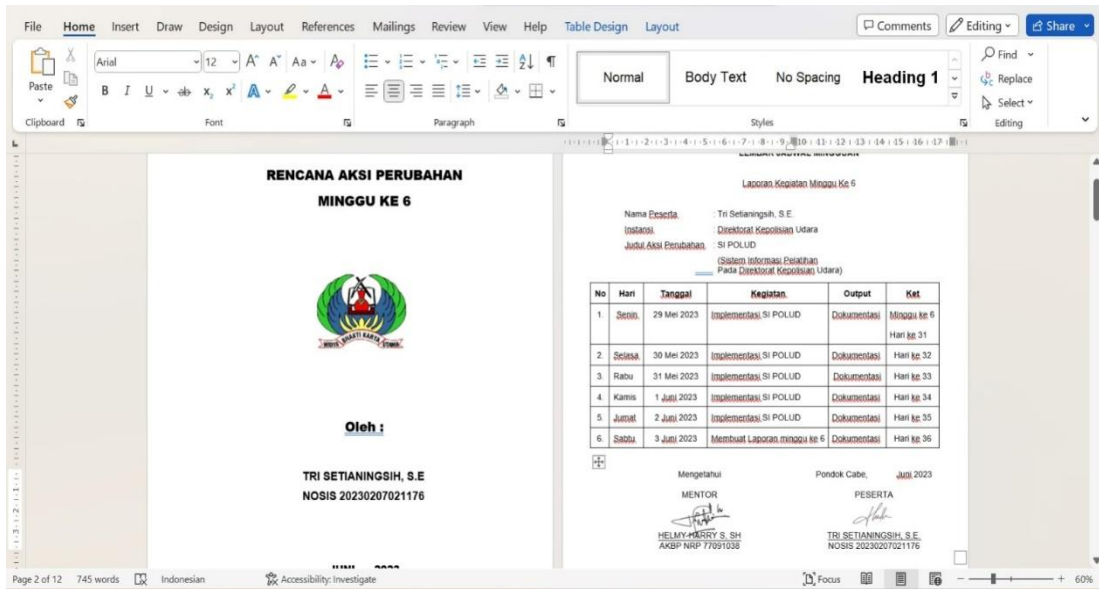 File Home Insert Draw Design Layout References Mailings Review View Help Table Design Layout Comments Editing Share
Paste
Arial 12
Clipboard Font Paragraph Styles Editing
Normal Body Text No Spacing Heading 1
Find
Replace
Select
RENCANA AKSI PERUBAHAN
MINGGU KE 6
Oleh :
TRI SETIANINGSIH, S.E
NOSIS 20230207021176
LEMBAR JADWAL MINGGUAN
Laporan Kegiatan Minggu Ke 6
Nama Peserta : Tri Setianingsih, S.E.
Instansi : Direktorat Kepolisian Udara
Judul Aksi Perubahan : SI POLUD
(Sistem Informasi Pelatihan
Pada Direktorat Kepolisian Udara)
No Hari Tanggal Kegiatan Output Ket
1. Senin 29 Mei 2023 Implementasi SI POLUD Dokumentasi Minggu ke 6
Hari ke 31
2. Selasa 30 Mei 2023 Implementasi SI POLUD Dokumentasi Hari ke 32
3. Rabu 31 Mei 2023 Implementasi SI POLUD Dokumentasi Hari ke 33
4. Kamis 1 Juni 2023 Implementasi SI POLUD Dokumentasi Hari ke 34
5. Jumat 2 Juni 2023 Implementasi SI POLUD Dokumentasi Hari ke 35
6. Sabtu 3 Juni 2023 Membuat Laporan minggu ke 6 Dokumentasi Hari ke 36
Mengetahui Pondok Cabe, Juni 2023
MENTOR PESERTA
HELMY HARRY S. SH TRI SETIANINGSIH, S.E.
AKBP NRP 77091038 NOSIS 20230207021176
Page 2 of 12 745 words Indonesian Accessibility: Investigate Focus 60%